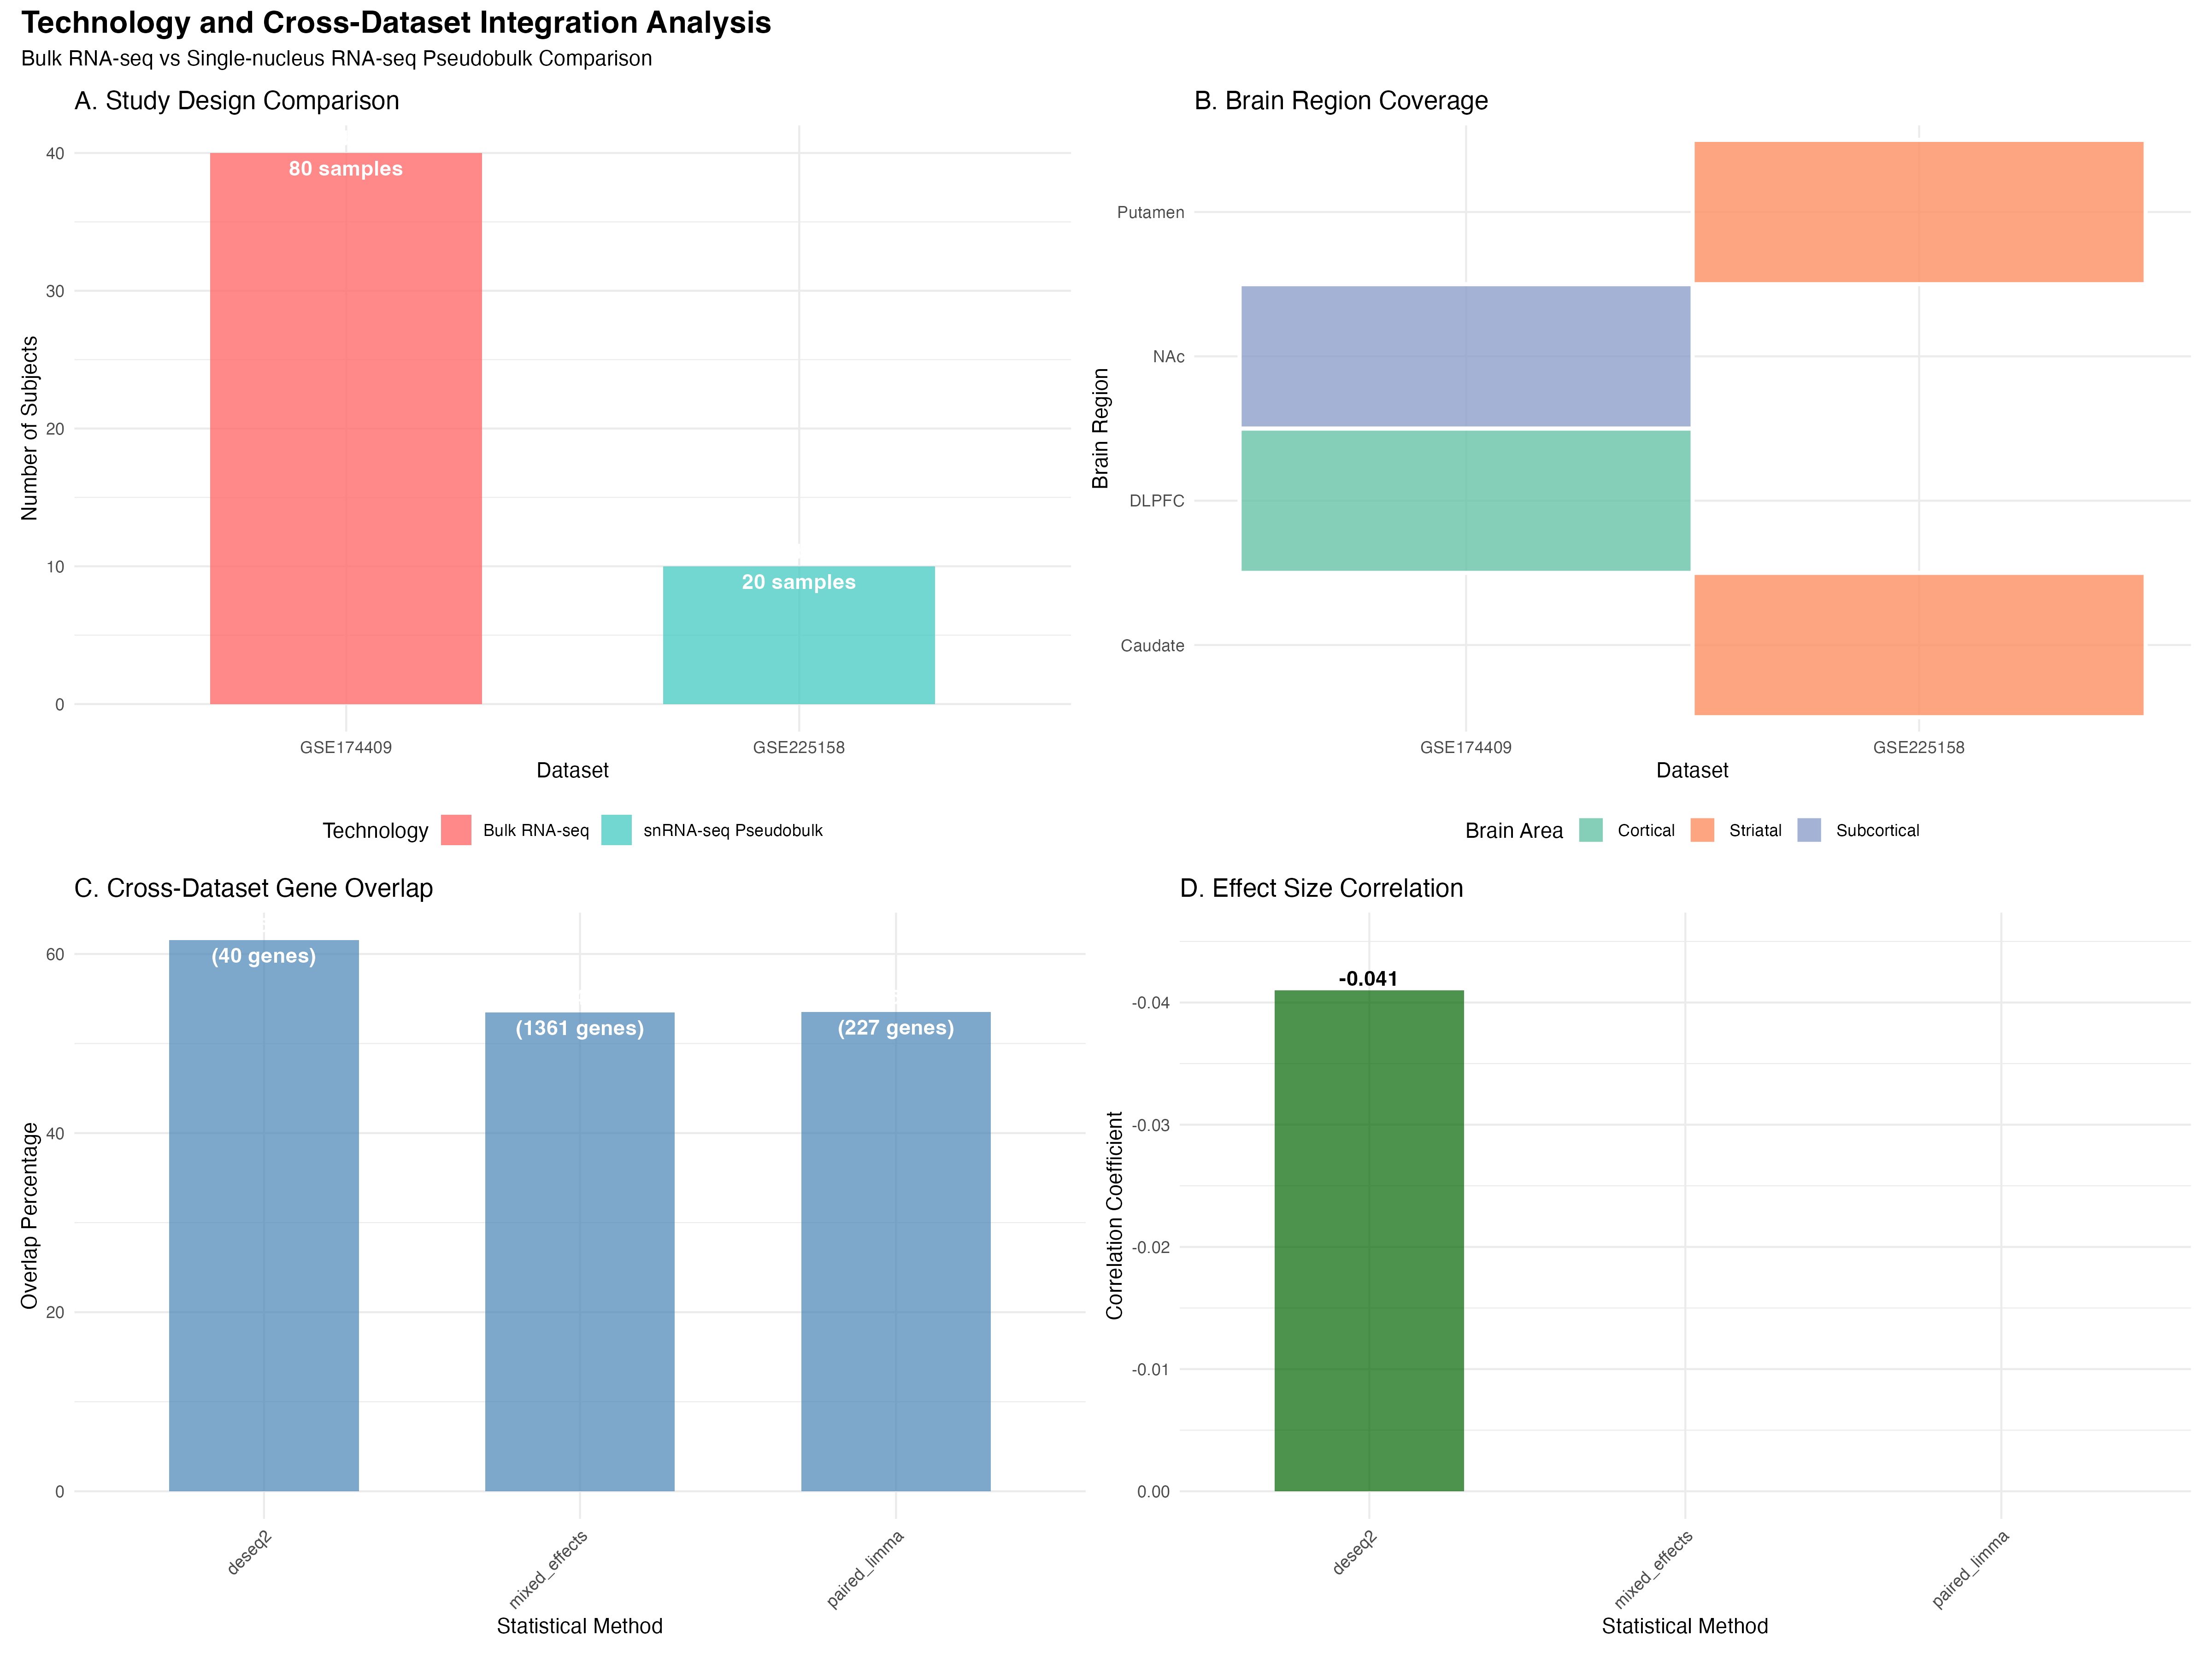 Technology and Cross-Dataset Integration Analysis
Bulk RNA-seq vs Single-nucleus RNA-seq Pseudobulk Comparison
A. Study Design Comparison
Number of Subjects
40
30
20
10
0
80 samples
20 samples
GSE174409
GSE225158
Dataset
Technology
Bulk RNA-seq
snRNA-seq Pseudobulk
B. Brain Region Coverage
Brain Region
Putamen
NAc
DLPFC
Caudate
GSE174409
GSE225158
Dataset
Brain Area
Cortical
Striatal
Subcortical
C. Cross-Dataset Gene Overlap
Overlap Percentage
60
40
20
0
(40 genes)
(1361 genes)
(227 genes)
deseq2
mixed_effects
paired_limma
Statistical Method
D. Effect Size Correlation
Correlation Coefficient
-0.04
-0.03
-0.02
-0.01
0.00
-0.041
deseq2
mixed_effects
paired_limma
Statistical Method